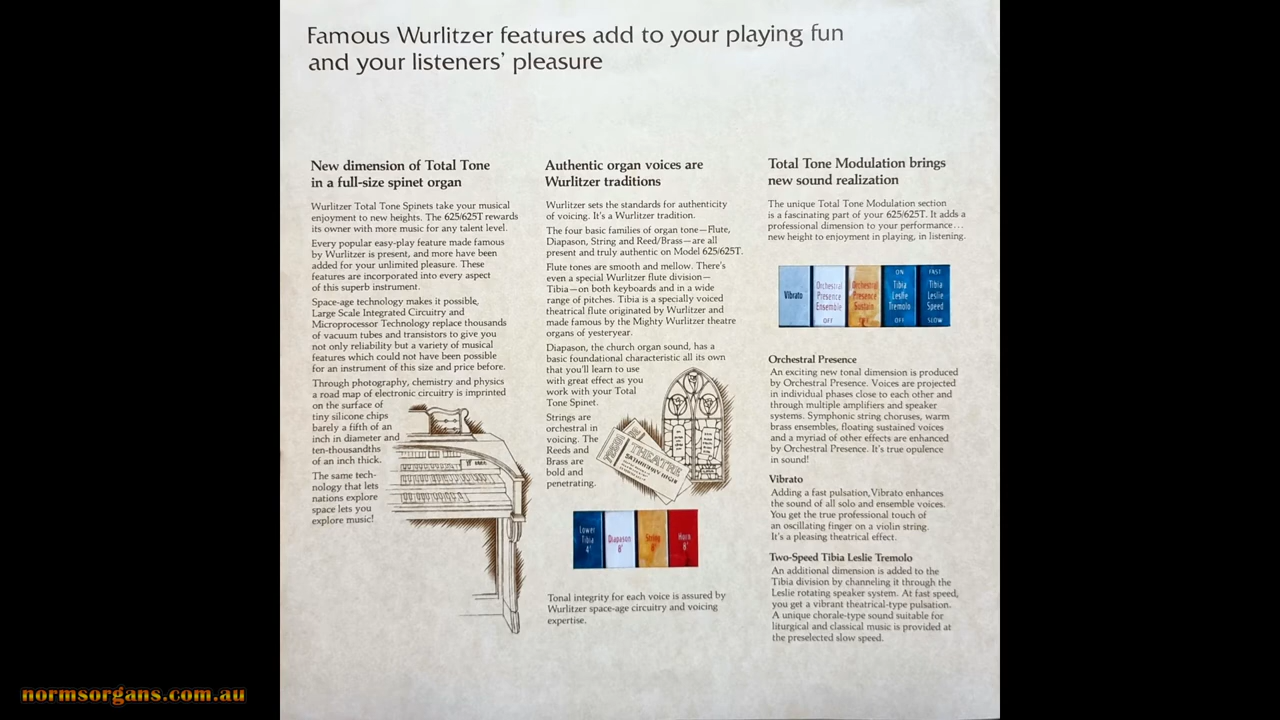 Famous Wurlitzer features add to your playing fun
and your listeners' pleasure
New dimension of Total Tone
in a full-size spinet organ
Wurlitzer Total Tone Spinets take your musical
enjoyment to new heights. The 625/625T rewards
its owner with more music for any talent level.
Every popular easy-play feature made famous
by Wurlitzer is present, and more have been
added for your unlimited pleasure. These
features are incorporated into every aspect
of this superb instrument.
Space-age technology makes it possible,
Large Scale Integrated Circuitry and
Microprocessor Technology replace thousands
of vacuum tubes and transistors to give you
not only reliability but a variety of musical
features which could not have been possible
for an instrument of this size and price before.
Through photography, chemistry and physics
a road map of electronic circuitry is imprinted
on the surface of
tiny silicone chips
barely a fifth of an
inch in diameter and
ten-thousandths
of an inch thick.
The same tech-
nology that lets
nations explore
space lets you
explore music!
Authentic organ voices are
Wurlitzer traditions
Wurlitzer sets the standards for authenticity
of voicing. It's a Wurlitzer tradition.
The four basic families of organ tone—Flute,
Diapason, String and Reed/Brass—are all
present and truly authentic on Model 625/625T.
Flute tones are smooth and mellow. There's
even a special Wurlitzer flute division—
Tibia—on both keyboards and in a wide
range of pitches. Tibia is a specially voiced
theatrical flute originated by Wurlitzer and
made famous by the Mighty Wurlitzer theatre
organs of yesteryear.
Diapason, the church organ sound, has a
basic foundational characteristic all its own
that you'll learn to use
with great effect as you
work with your Total
Tone Spinet.
Strings are
orchestral in
voicing. The
Reeds and
Brass are
bold and
penetrating.
THEATRE
Lower
Tibia
4'
Diapason
8'
String
8'
Horn
8'
Tonal integrity for each voice is assured by
Wurlitzer space-age circuitry and voicing
expertise.
Total Tone Modulation brings
new sound realization
The unique Total Tone Modulation section
is a fascinating part of your 625/625T. It adds a
professional dimension to your performance...
new height to enjoyment in playing, in listening.
Vibrato
Orchestral
Presence
Ensemble
OFF
Orchestral
Presence
Sustain
OFF
ON
Tibia
Leslie
Tremolo
OFF
FAST
Tibia
Leslie
Speed
SLOW
Orchestral Presence
An exciting new tonal dimension is produced
by Orchestral Presence. Voices are projected
in individual phases close to each other and
through multiple amplifiers and speaker
systems. Symphonic string choruses, warm
brass ensembles, floating sustained voices
and a myriad of other effects are enhanced
by Orchestral Presence. It's true opulence
in sound!
Vibrato
Adding a fast pulsation,Vibrato enhances
the sound of all solo and ensemble voices.
You get the true professional touch of
an oscillating finger on a violin string.
It's a pleasing theatrical effect.
Two-Speed Tibia Leslie Tremolo
An additional dimension is added to the
Tibia division by channeling it through the
Leslie rotating speaker system. At fast speed,
you get a vibrant theatrical-type pulsation.
A unique chorale-type sound suitable for
liturgical and classical music is provided at
the preselected slow speed.
normsorgans.com.au